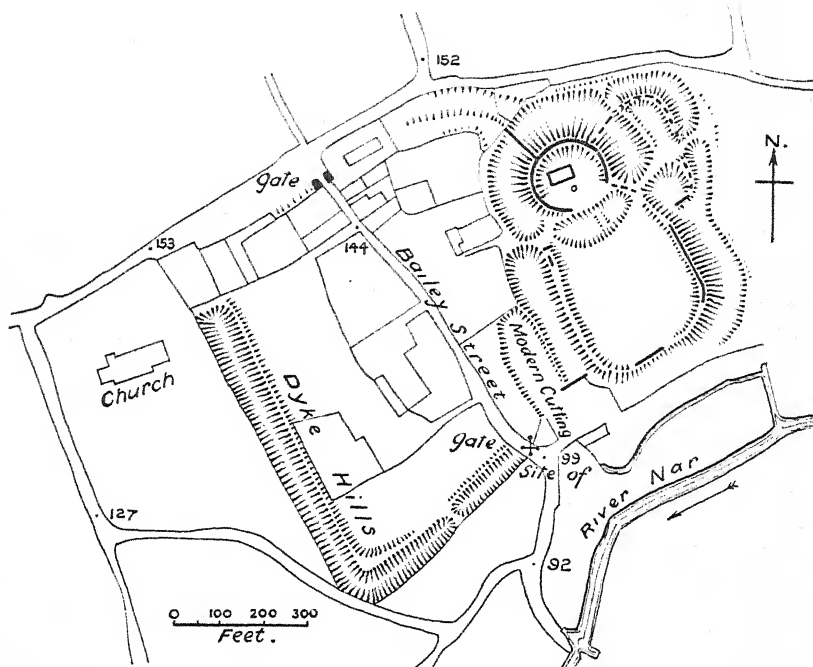 152
N.
gate
153
144
Bailey Street
Church
Dyke Hills
Modern Cutting
gate
99
Site of
River Nar
127
92
0 100 200 300
Feet.